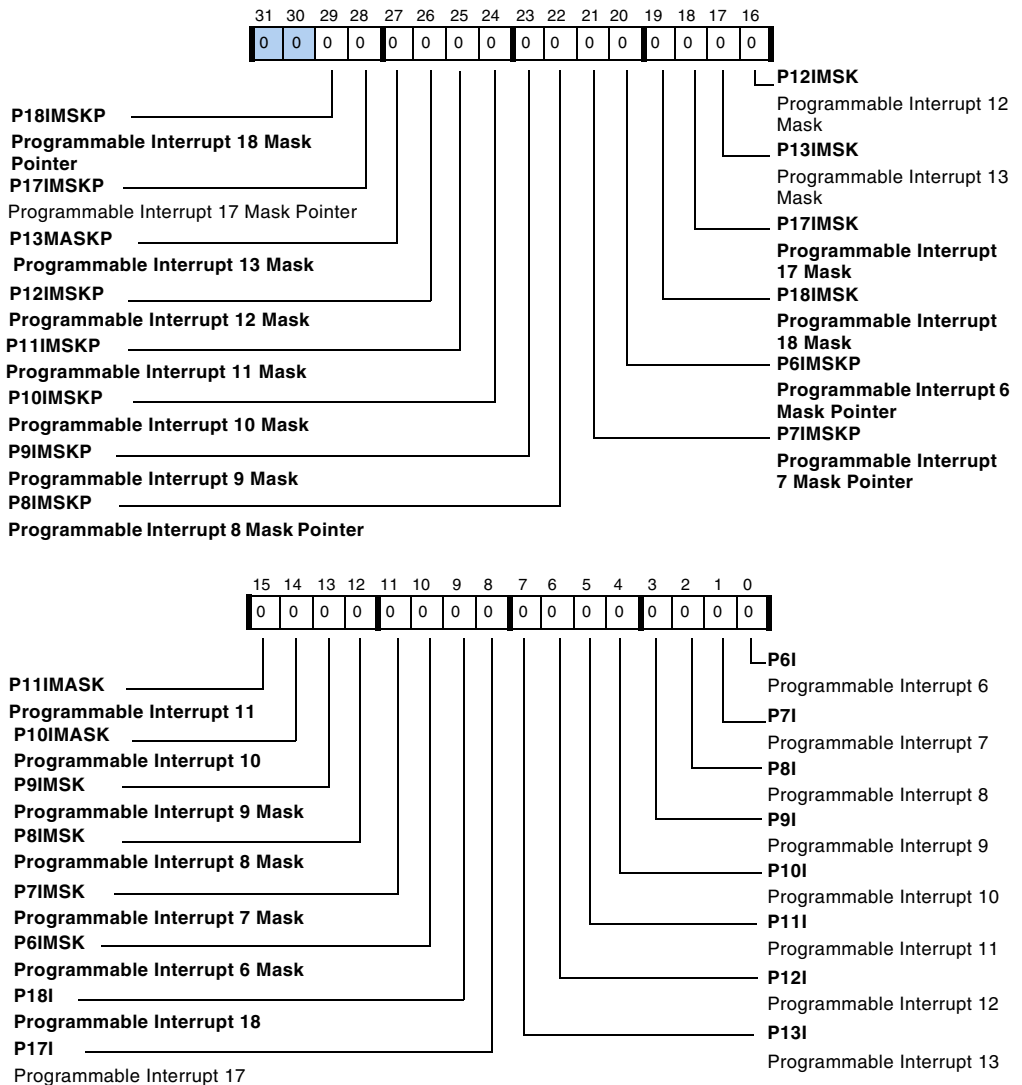 31 30 29 28 27 26 25 24 23 22 21 20 19 18 17 16
0 0 0 0 0 0 0 0 0 0 0 0 0 0 0 0
P18IMSKP
Programmable Interrupt 18 Mask
Pointer
P17IMSKP
Programmable Interrupt 17 Mask Pointer
P13MASKP
Programmable Interrupt 13 Mask
P12IMSKP
Programmable Interrupt 12 Mask
P11IMSKP
Programmable Interrupt 11 Mask
P10IMSKP
Programmable Interrupt 10 Mask
P9IMSKP
Programmable Interrupt 9 Mask
P8IMSKP
Programmable Interrupt 8 Mask Pointer
P12IMSK
Programmable Interrupt 12
Mask
P13IMSK
Programmable Interrupt 13
Mask
P17IMSK
Programmable Interrupt
17 Mask
P18IMSK
Programmable Interrupt
18 Mask
P6IMSKP
Programmable Interrupt 6
Mask Pointer
P7IMSKP
Programmable Interrupt
7 Mask Pointer
15 14 13 12 11 10 9 8 7 6 5 4 3 2 1 0
0 0 0 0 0 0 0 0 0 0 0 0 0 0 0 0
P11IMASK
Programmable Interrupt 11
P10IMASK
Programmable Interrupt 10
P9IMSK
Programmable Interrupt 9 Mask
P8IMSK
Programmable Interrupt 8 Mask
P7IMSK
Programmable Interrupt 7 Mask
P6IMSK
Programmable Interrupt 6 Mask
P18I
Programmable Interrupt 18
P17I
Programmable Interrupt 17
P6I
Programmable Interrupt 6
P7I
Programmable Interrupt 7
P8I
Programmable Interrupt 8
P9I
Programmable Interrupt 9
P10I
Programmable Interrupt 10
P11I
Programmable Interrupt 11
P12I
Programmable Interrupt 12
P13I
Programmable Interrupt 13